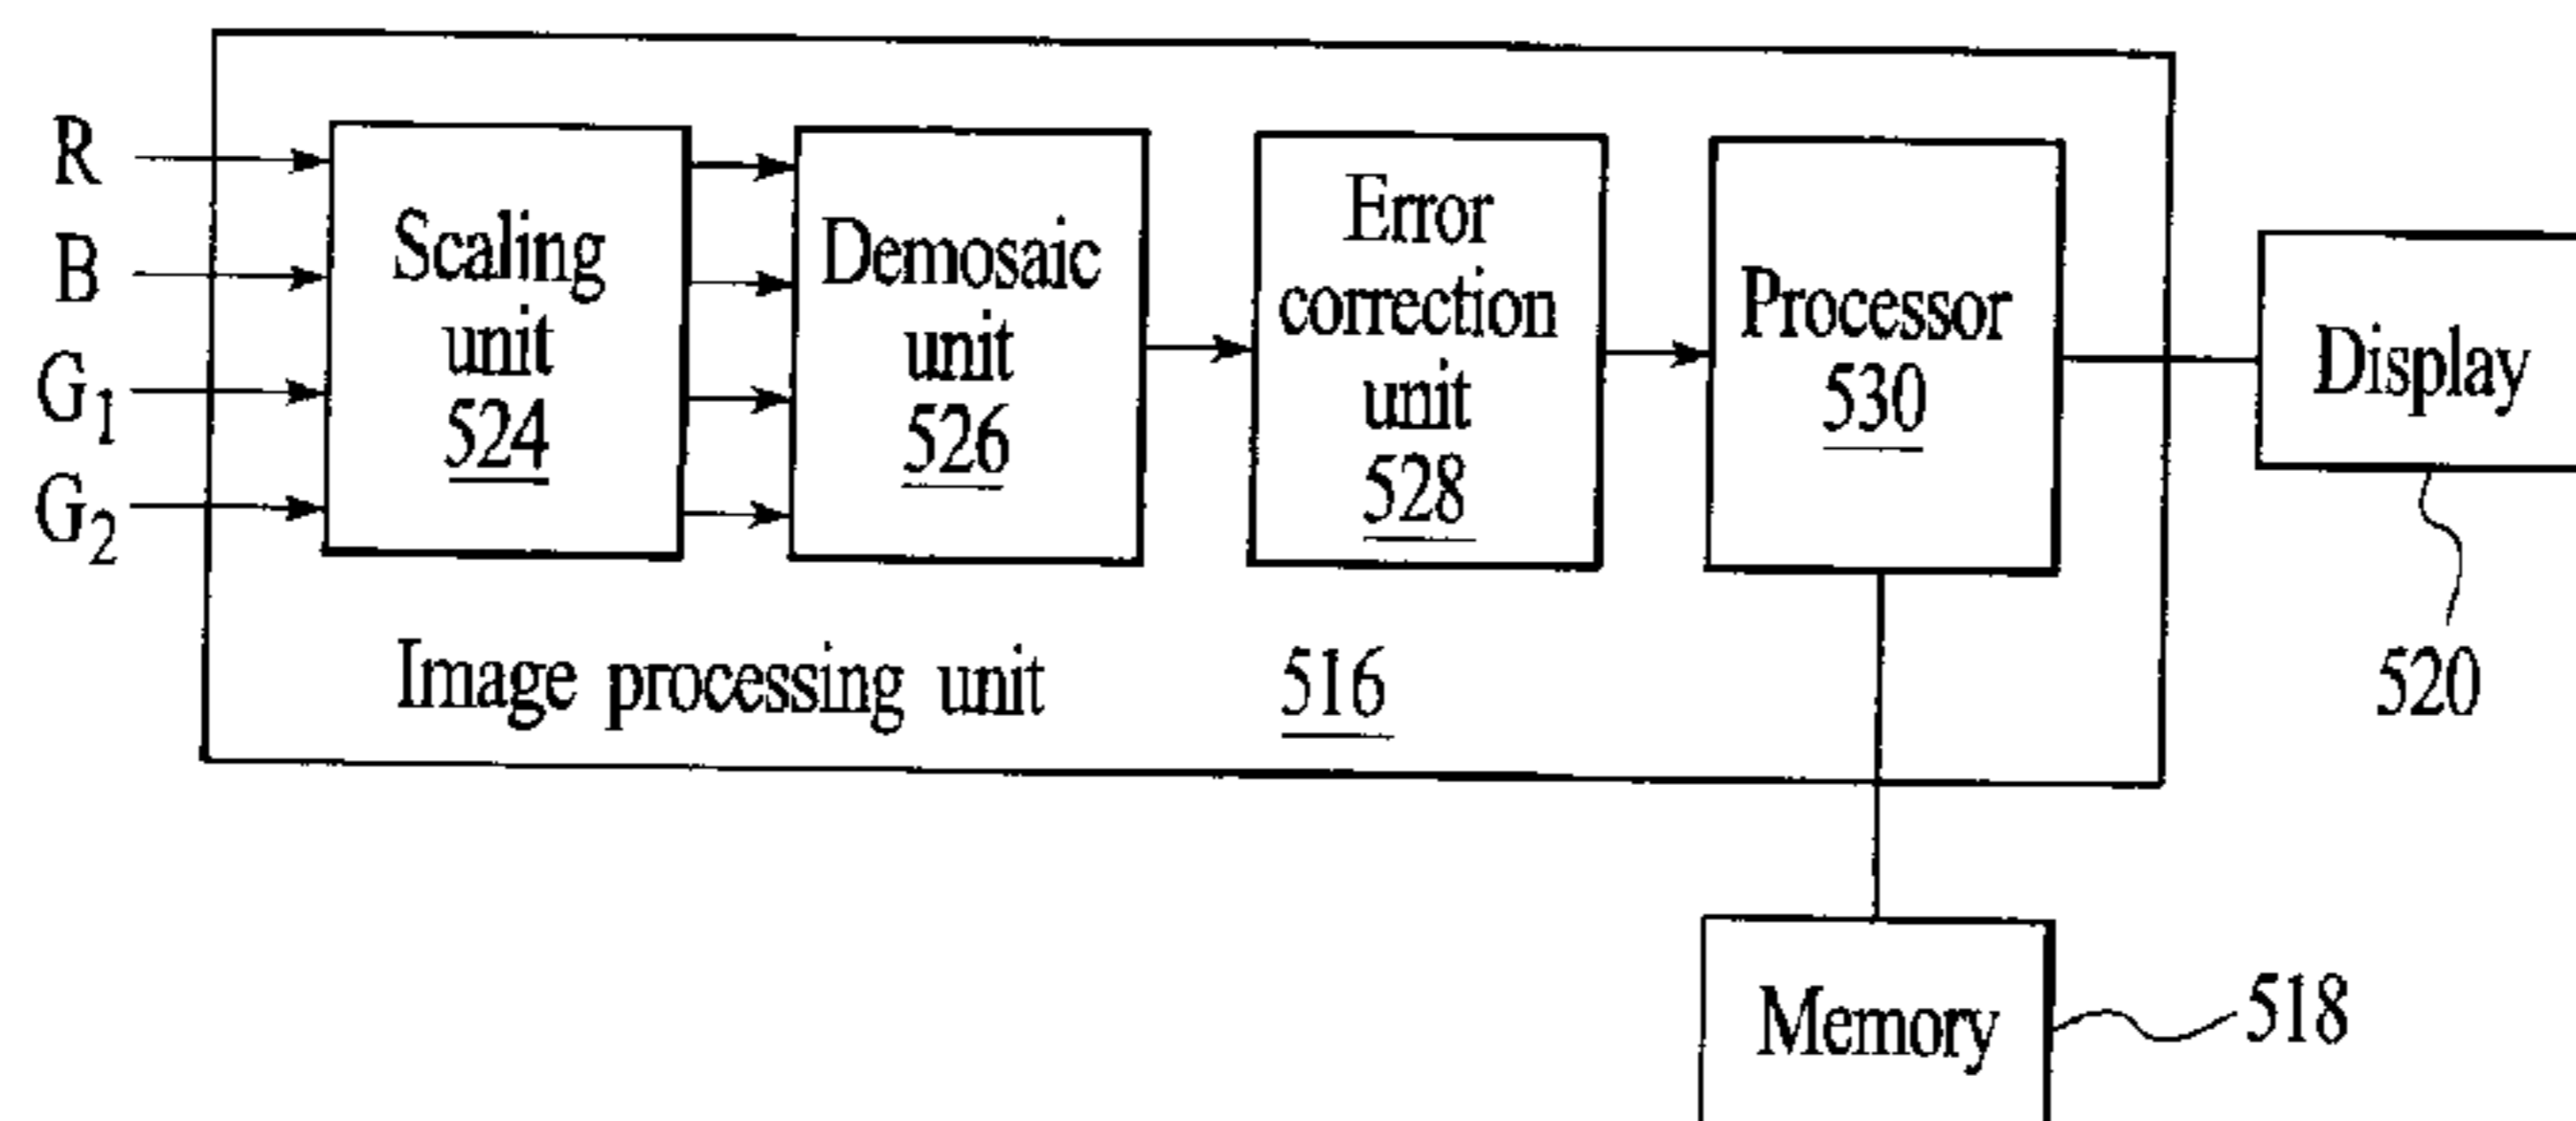 R
B
G1
G2
Scaling
unit
524
Demosaic
unit
526
Error
correction
unit
528
Processor
530
Display
520
Image processing unit 516
Memory
518